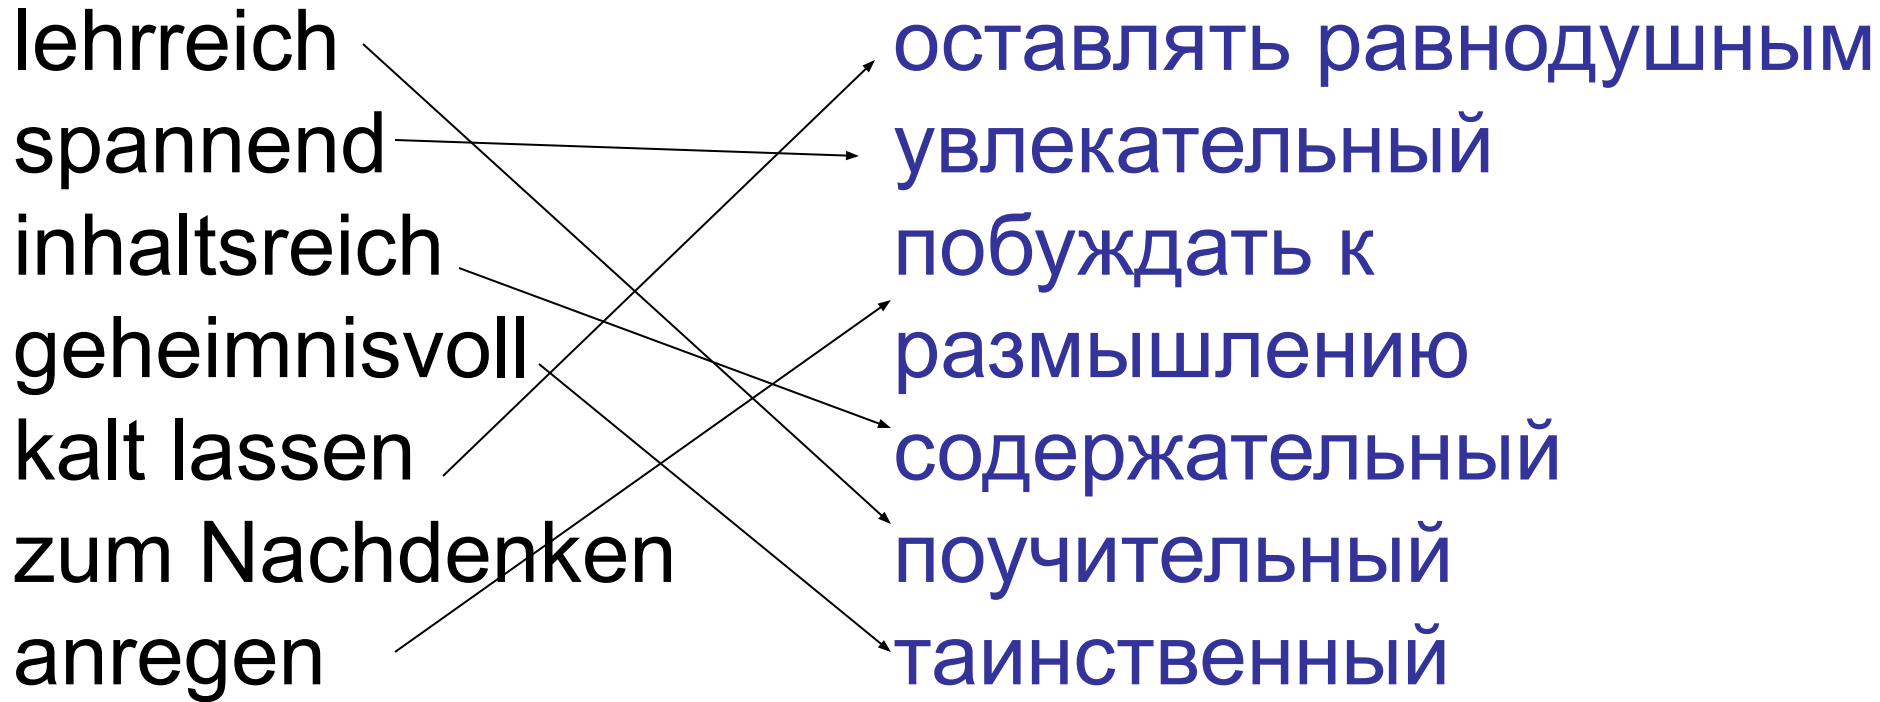 lehrreich
spannend
inhaltsreich
geheimnisvoll
kalt lassen
zum Nachdenken
anregen
оставлять равнодушным
увлекательный
побуждать к
размышлению
содержательный
поучительный
таинственный